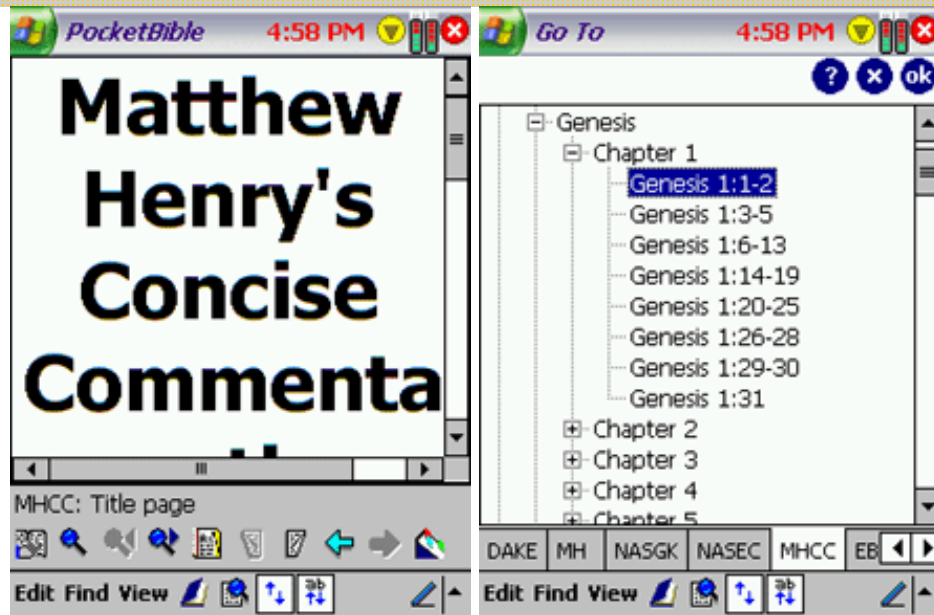 PocketBible 4:58 PM
Matthew
Henry's
Concise
Commenta
MHCC: Title page
Edit Find View
Go To 4:58 PM
? ok
Genesis
Chapter 1
Genesis 1:1-2
Genesis 1:3-5
Genesis 1:6-13
Genesis 1:14-19
Genesis 1:20-25
Genesis 1:26-28
Genesis 1:29-30
Genesis 1:31
Chapter 2
Chapter 3
Chapter 4
Chapter 5
DAKE MH NASGK NASEC MHCC EB
Edit Find View